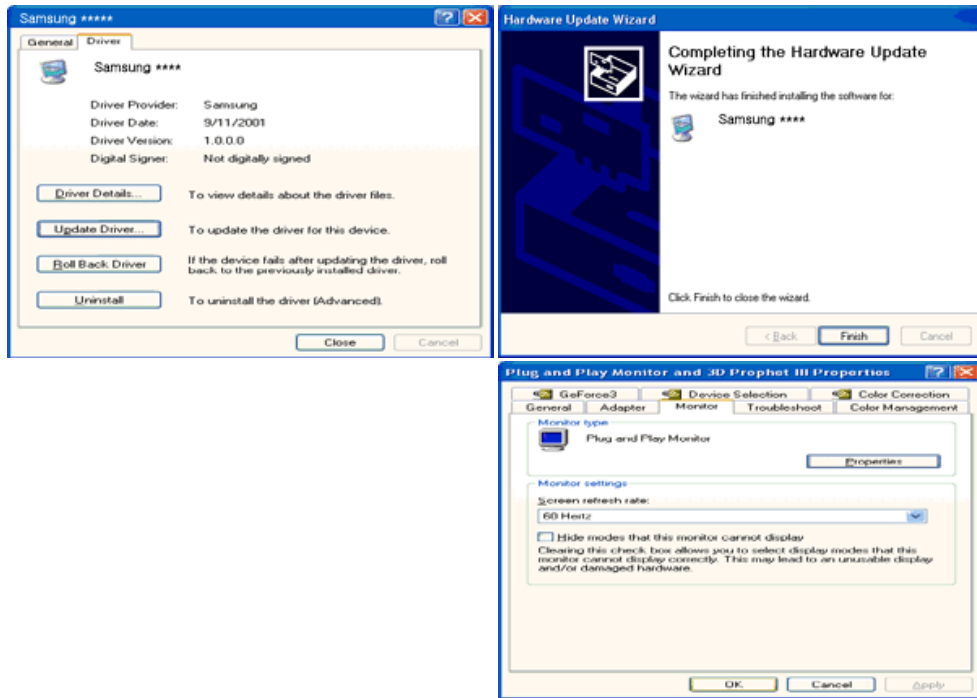 Samsung *****
General Driver
Samsung ****
Driver Provider: Samsung
Driver Date: 9/11/2001
Driver Version: 1.0.0.0
Digital Signer: Not digitally signed
Driver Details... To view details about the driver files.
Update Driver... To update the driver for this device.
Roll Back Driver If the device fails after updating the driver, roll
back to the previously installed driver.
Uninstall To uninstall the driver (Advanced).
Close Cancel
Hardware Update Wizard
Completing the Hardware Update
Wizard
The wizard has finished installing the software for:
Samsung ****
Click Finish to close the wizard.
< Back Finish Cancel
Plug and Play Monitor and 3D Prophet III Properties
GeForce3 Device Selection Color Correction
General Adapter Monitor Troubleshoot Color Management
Monitor type
Plug and Play Monitor
Properties
Monitor settings
Screen refresh rate:
60 Hertz
Hide modes that this monitor cannot display
Clearing this check box allows you to select display modes that this
monitor cannot display correctly. This may lead to an unusable display
and/or damaged hardware.
OK Cancel Apply